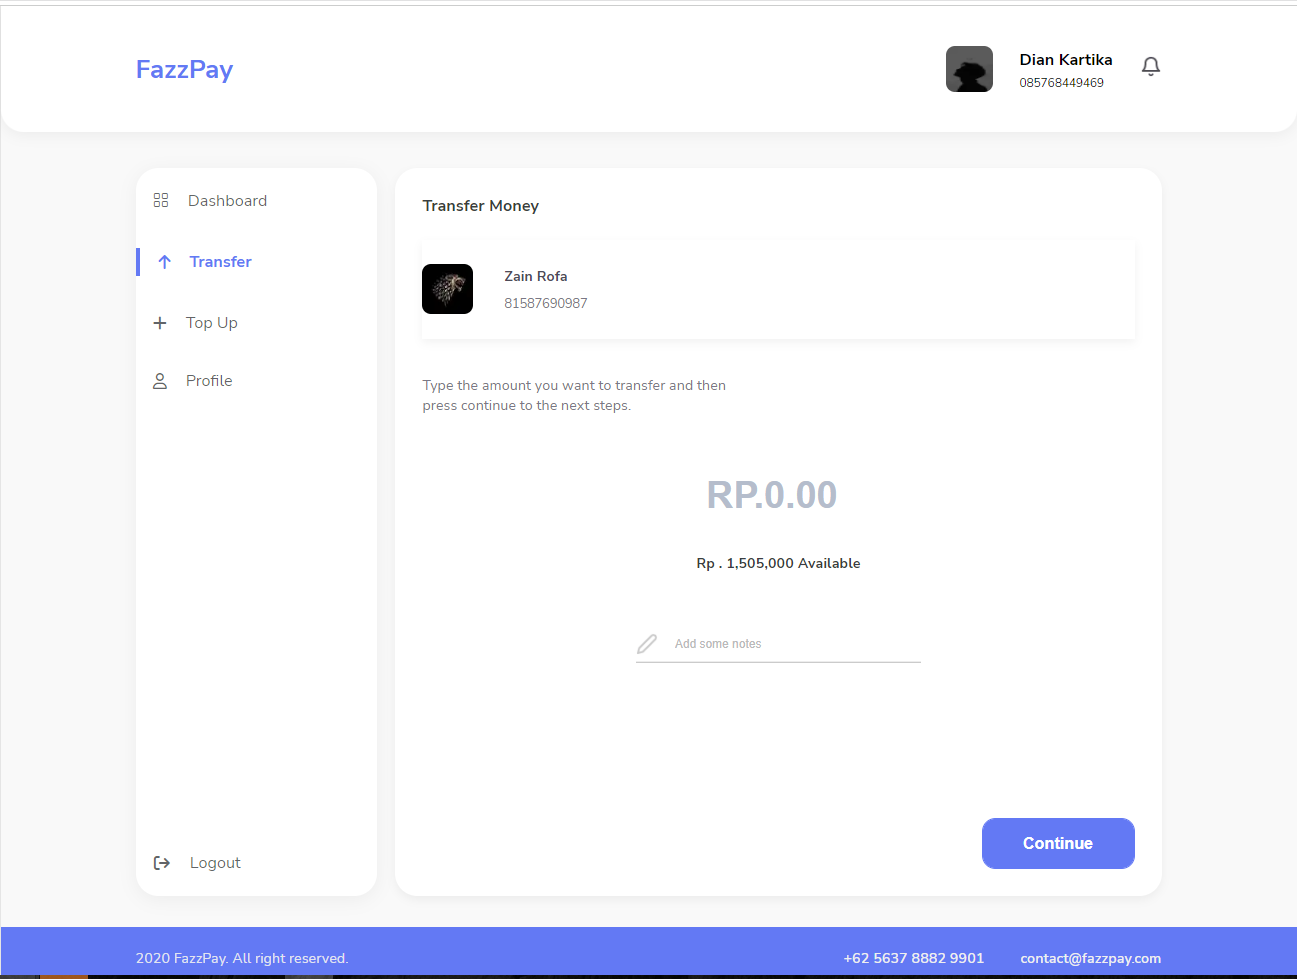 FazzPay
Dian Kartika
085768449469
Dashboard
Transfer
Top Up
Profile
Logout
Transfer Money
Zain Rofa
81587690987
Type the amount you want to transfer and then
press continue to the next steps.
RP.0.00
Rp . 1,505,000 Available
Add some notes
Continue
2020 FazzPay. All right reserved.
+62 5637 8882 9901
contact@fazzpay.com